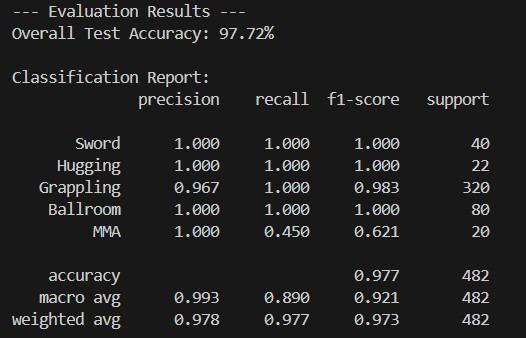 --- Evaluation Results ---
Overall Test Accuracy: 97.72%
Classification Report:
precision recall f1-score support
Sword 1.000 1.000 1.000 40
Hugging 1.000 1.000 1.000 22
Grappling 0.967 1.000 0.983 320
Ballroom 1.000 1.000 1.000 80
MMA 1.000 0.450 0.621 20
accuracy 0.977 482
macro avg 0.993 0.890 0.921 482
weighted avg 0.978 0.977 0.973 482